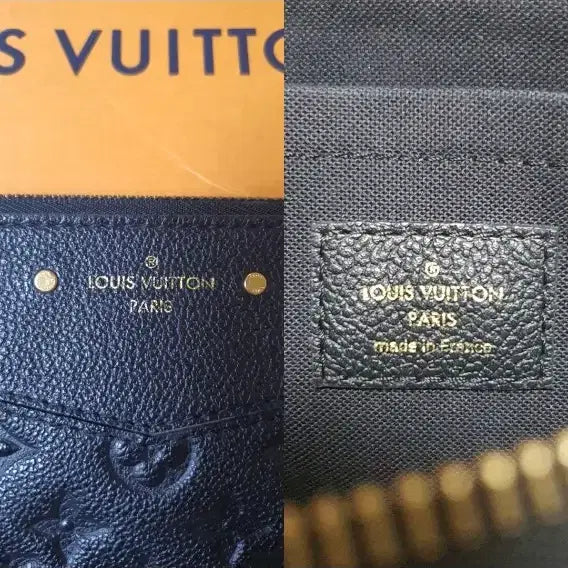 S VUITTO
®
LOUIS VUITTON
PARIS
®
LOUIS VUITTON
PARIS
made in France